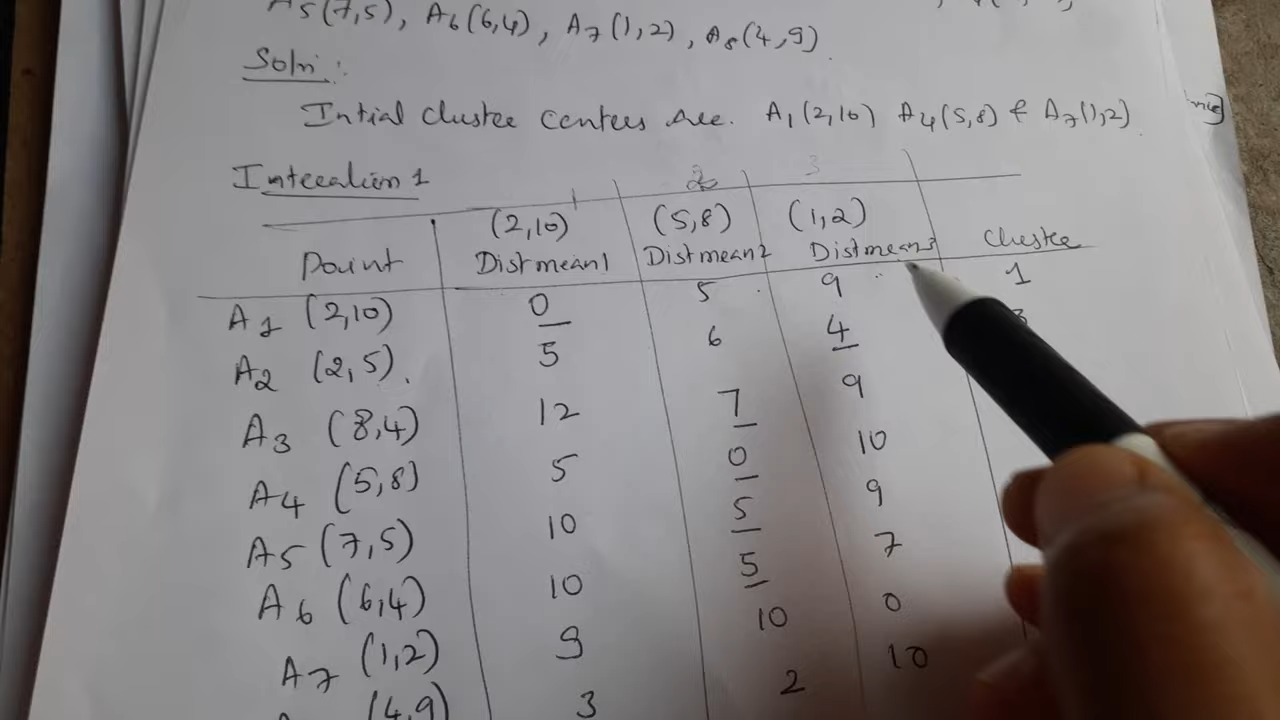 A5(7,5), A6(6,4), A7(1,2), A8(4,9).
Soln:
Intial cluster centers are. A1(2,10) A4(5,8) & A7(1,2).
Interation 1
1 2 3
(2,10) (5,8) (1,2)
Point Distmean1 Distmean2 Distmean3 Cluster
A1 (2,10) 0 5 9 1
A2 (2,5). 5 6 4 3
A3 (8,4) 12 7 9
A4 (5,8) 5 0 10
A5 (7,5) 10 5 9
A6 (6,4) 10 5 7
A7 (1,2) 9 10 0
(4,9) 3 2 10